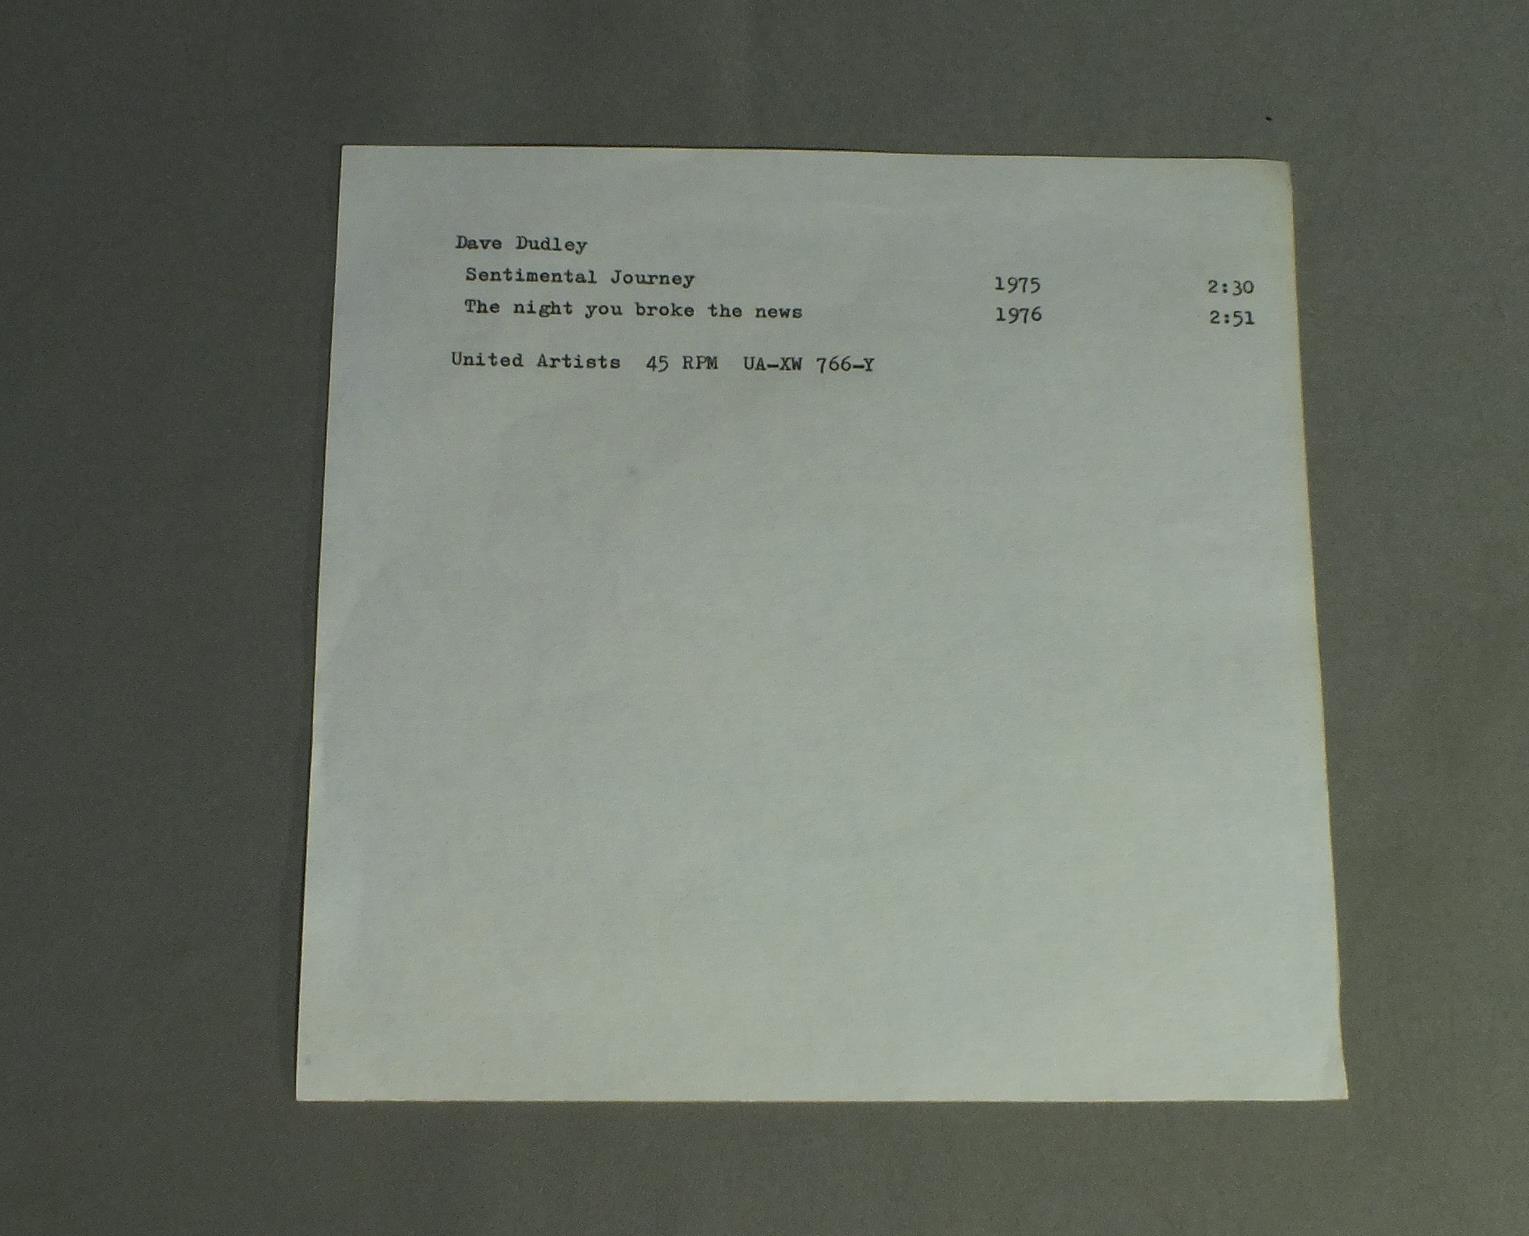 Dave Dudley
Sentimental Journey 1975 2:30
The night you broke the news 1976 2:51
United Artists 45 RPM UA-XW 766-Y